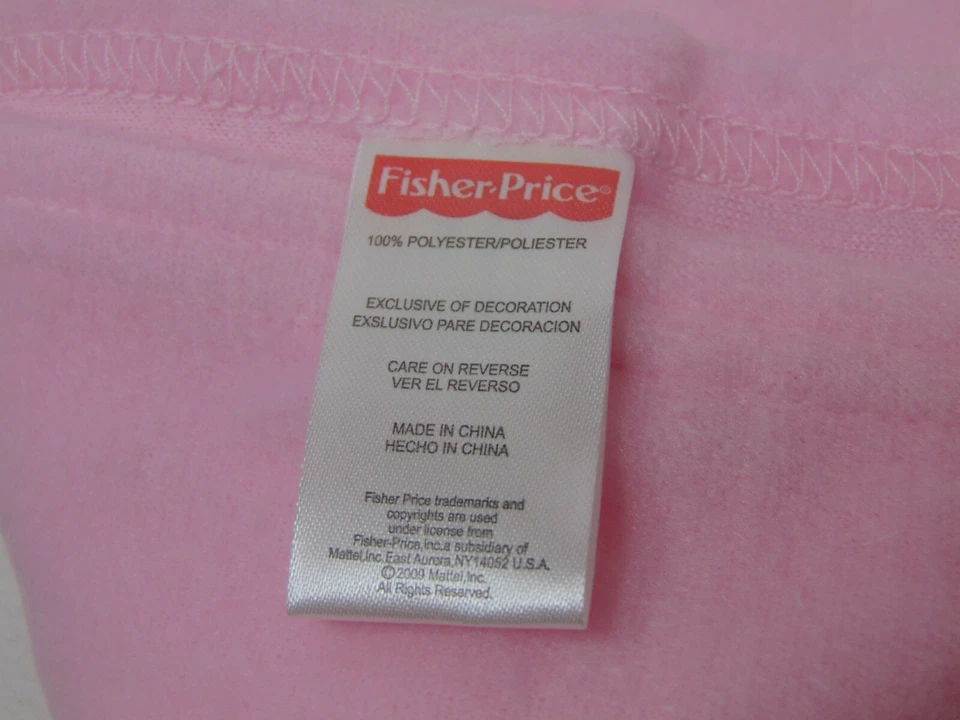 Fisher-Price®
100% POLYESTER/POLIESTER
EXCLUSIVE OF DECORATION
EXSLUSIVO PARE DECORACION
CARE ON REVERSE
VER EL REVERSO
MADE IN CHINA
HECHO IN CHINA
Fisher Price trademarks and
copyrights are used
under license from
Fisher-Price,Inc.a subsidiary of
Mattel,Inc.East Aurora,NY14052 U.S.A.
©2009 Mattel,Inc.
All Rights Reserved.